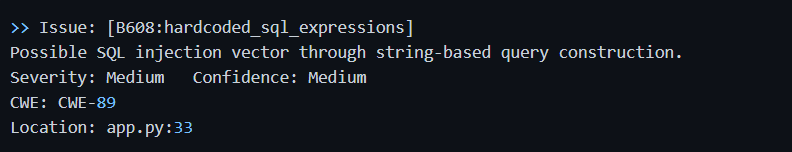 >> Issue: [B608:hardcoded_sql_expressions]
Possible SQL injection vector through string-based query construction.
Severity: Medium   Confidence: Medium
CWE: CWE-89
Location: app.py:33